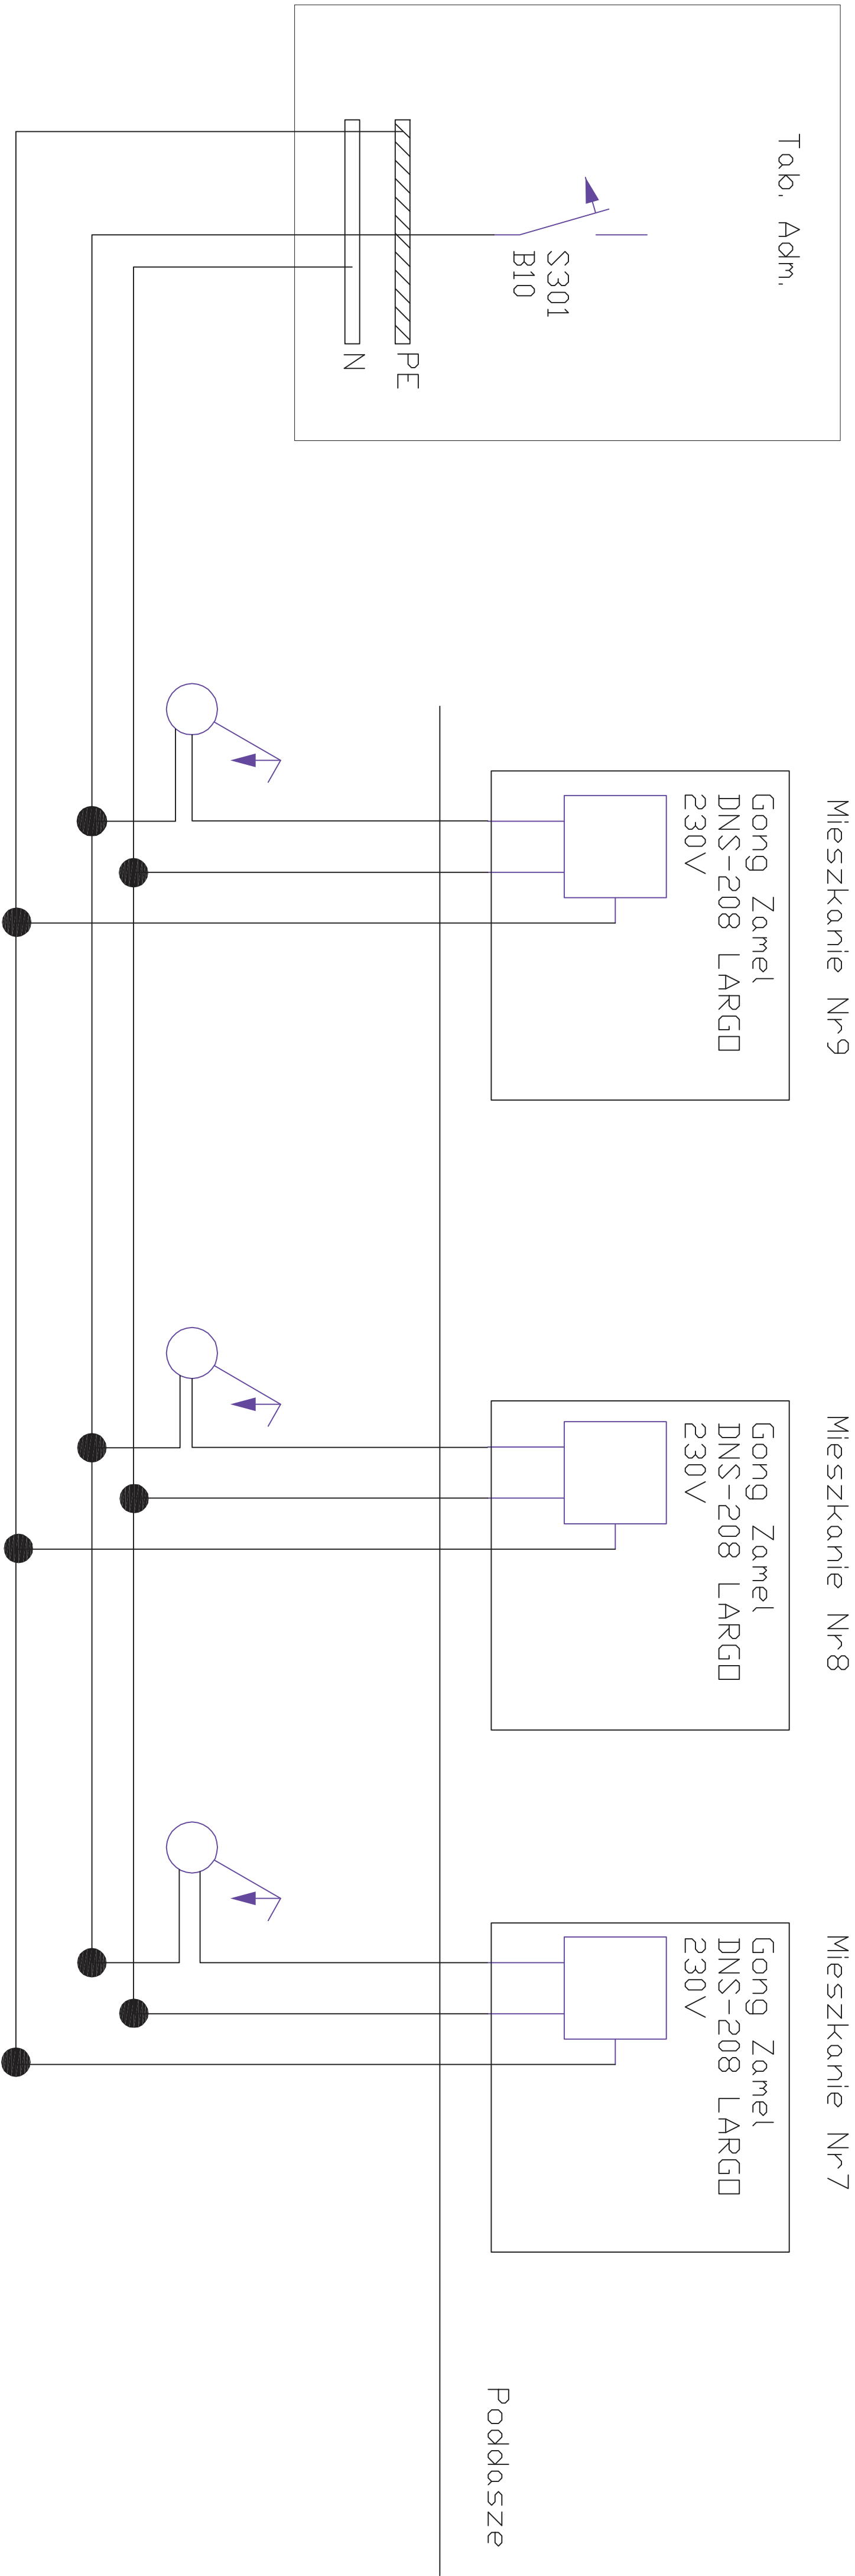 Tab. Adm.
S301
B10
PE
N
Mieszkanie Nr9
Gong Zamel
DNS-208 LARGO
230V
Mieszkanie Nr8
Gong Zamel
DNS-208 LARGO
230V
Mieszkanie Nr7
Gong Zamel
DNS-208 LARGO
230V
Poddasze